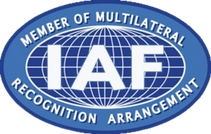 MEMBER OF MULTILATERAL
IAF
RECOGNITION ARRANGEMENT